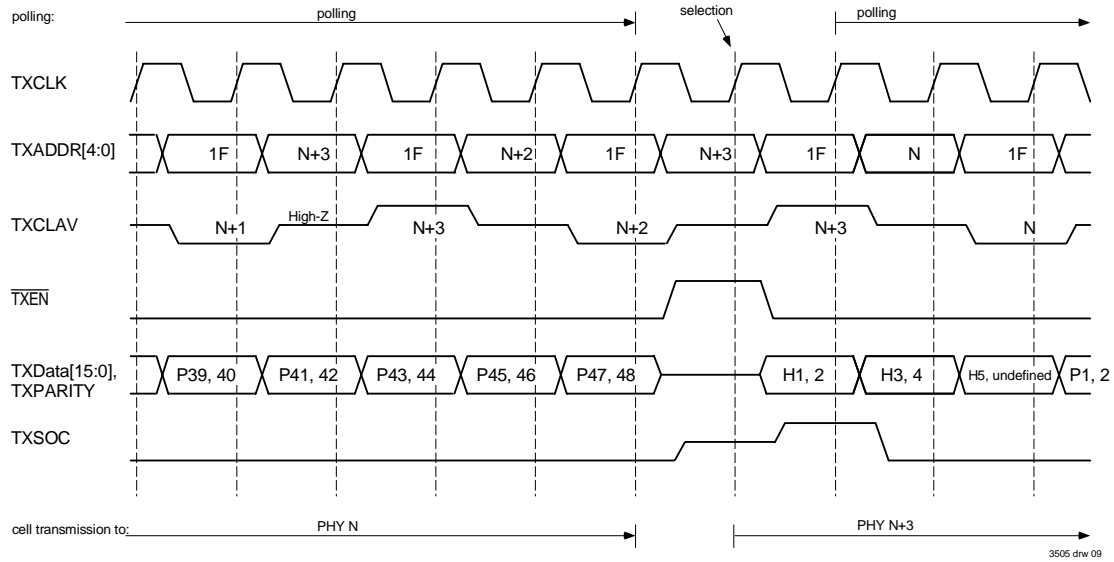 polling: polling selection polling
TXCLK
TXADDR[4:0] 1F N+3 1F N+2 1F N+3 1F N 1F
TXCLAV N+1 High-Z N+3 N+2 N+3 N
TXEN
TXData[15:0], TXPARITY P39, 40 P41, 42 P43, 44 P45, 46 P47, 48 H1, 2 H3, 4 H5, undefined P1, 2
TXSOC
cell transmission to: PHY N PHY N+3
3505 drw 09